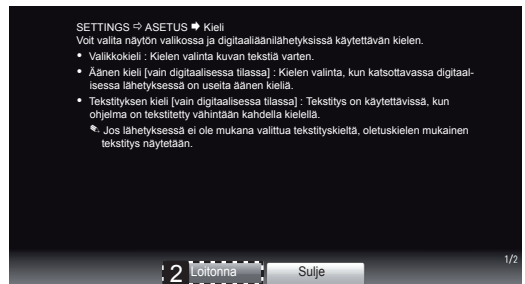 SETTINGS ⇨ ASETUS ➡ Kieli
Voit valita näytön valikossa ja digitaaliäänilähetyksissä käytettävän kielen.
• Valikkokieli : Kielen valinta kuvan tekstiä varten.
• Äänen kieli [vain digitaalisessa tilassa] : Kielen valinta, kun katsottavassa digitaal-
isessa lähetyksessä on useita äänen kieliä.
• Tekstityksen kieli [vain digitaalisessa tilassa] : Tekstitys on käytettävissä, kun
ohjelma on tekstitetty vähintään kahdella kielellä.
✎ Jos lähetyksessä ei ole mukana valittua tekstityskieltä, oletuskielen mukainen
tekstitys näytetään.
1/2
2 Loitonna Sulje